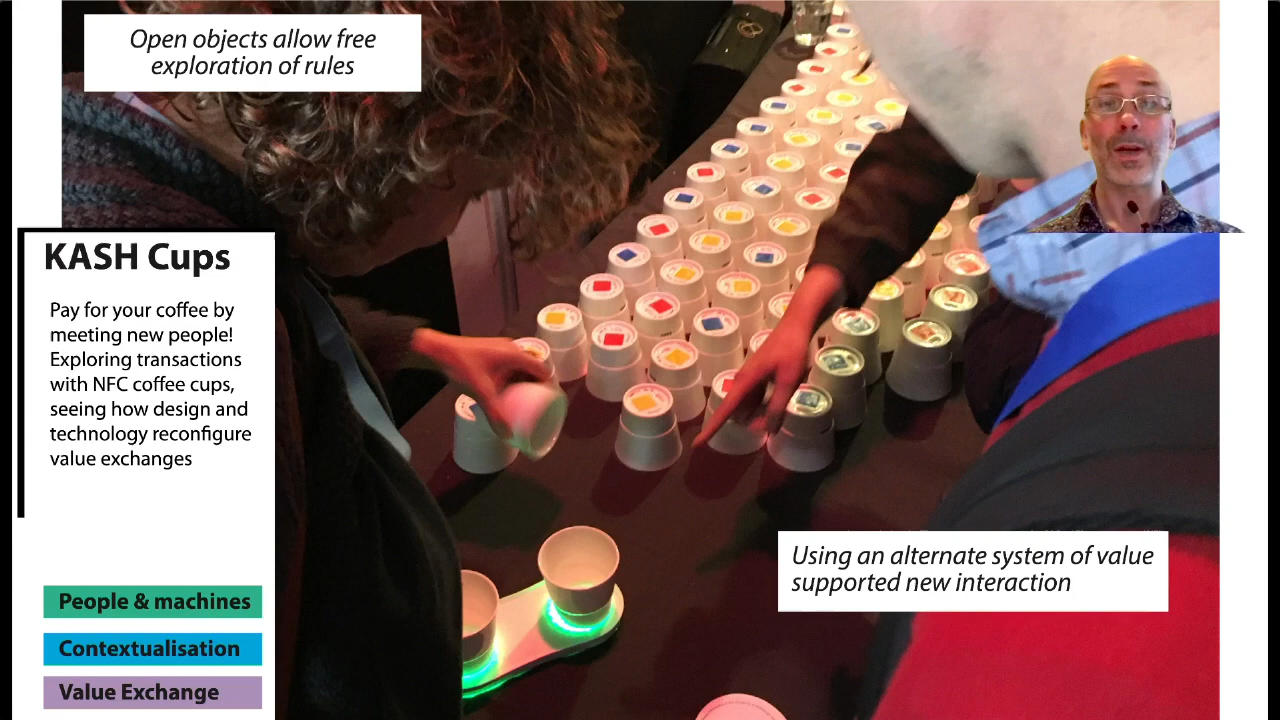 Open objects allow free
exploration of rules
KASH Cups
Pay for your coffee by
meeting new people!
Exploring transactions
with NFC coffee cups,
seeing how design and
technology reconfigure
value exchanges
Using an alternate system of value
supported new interaction
People & machines
Contextualisation
Value Exchange